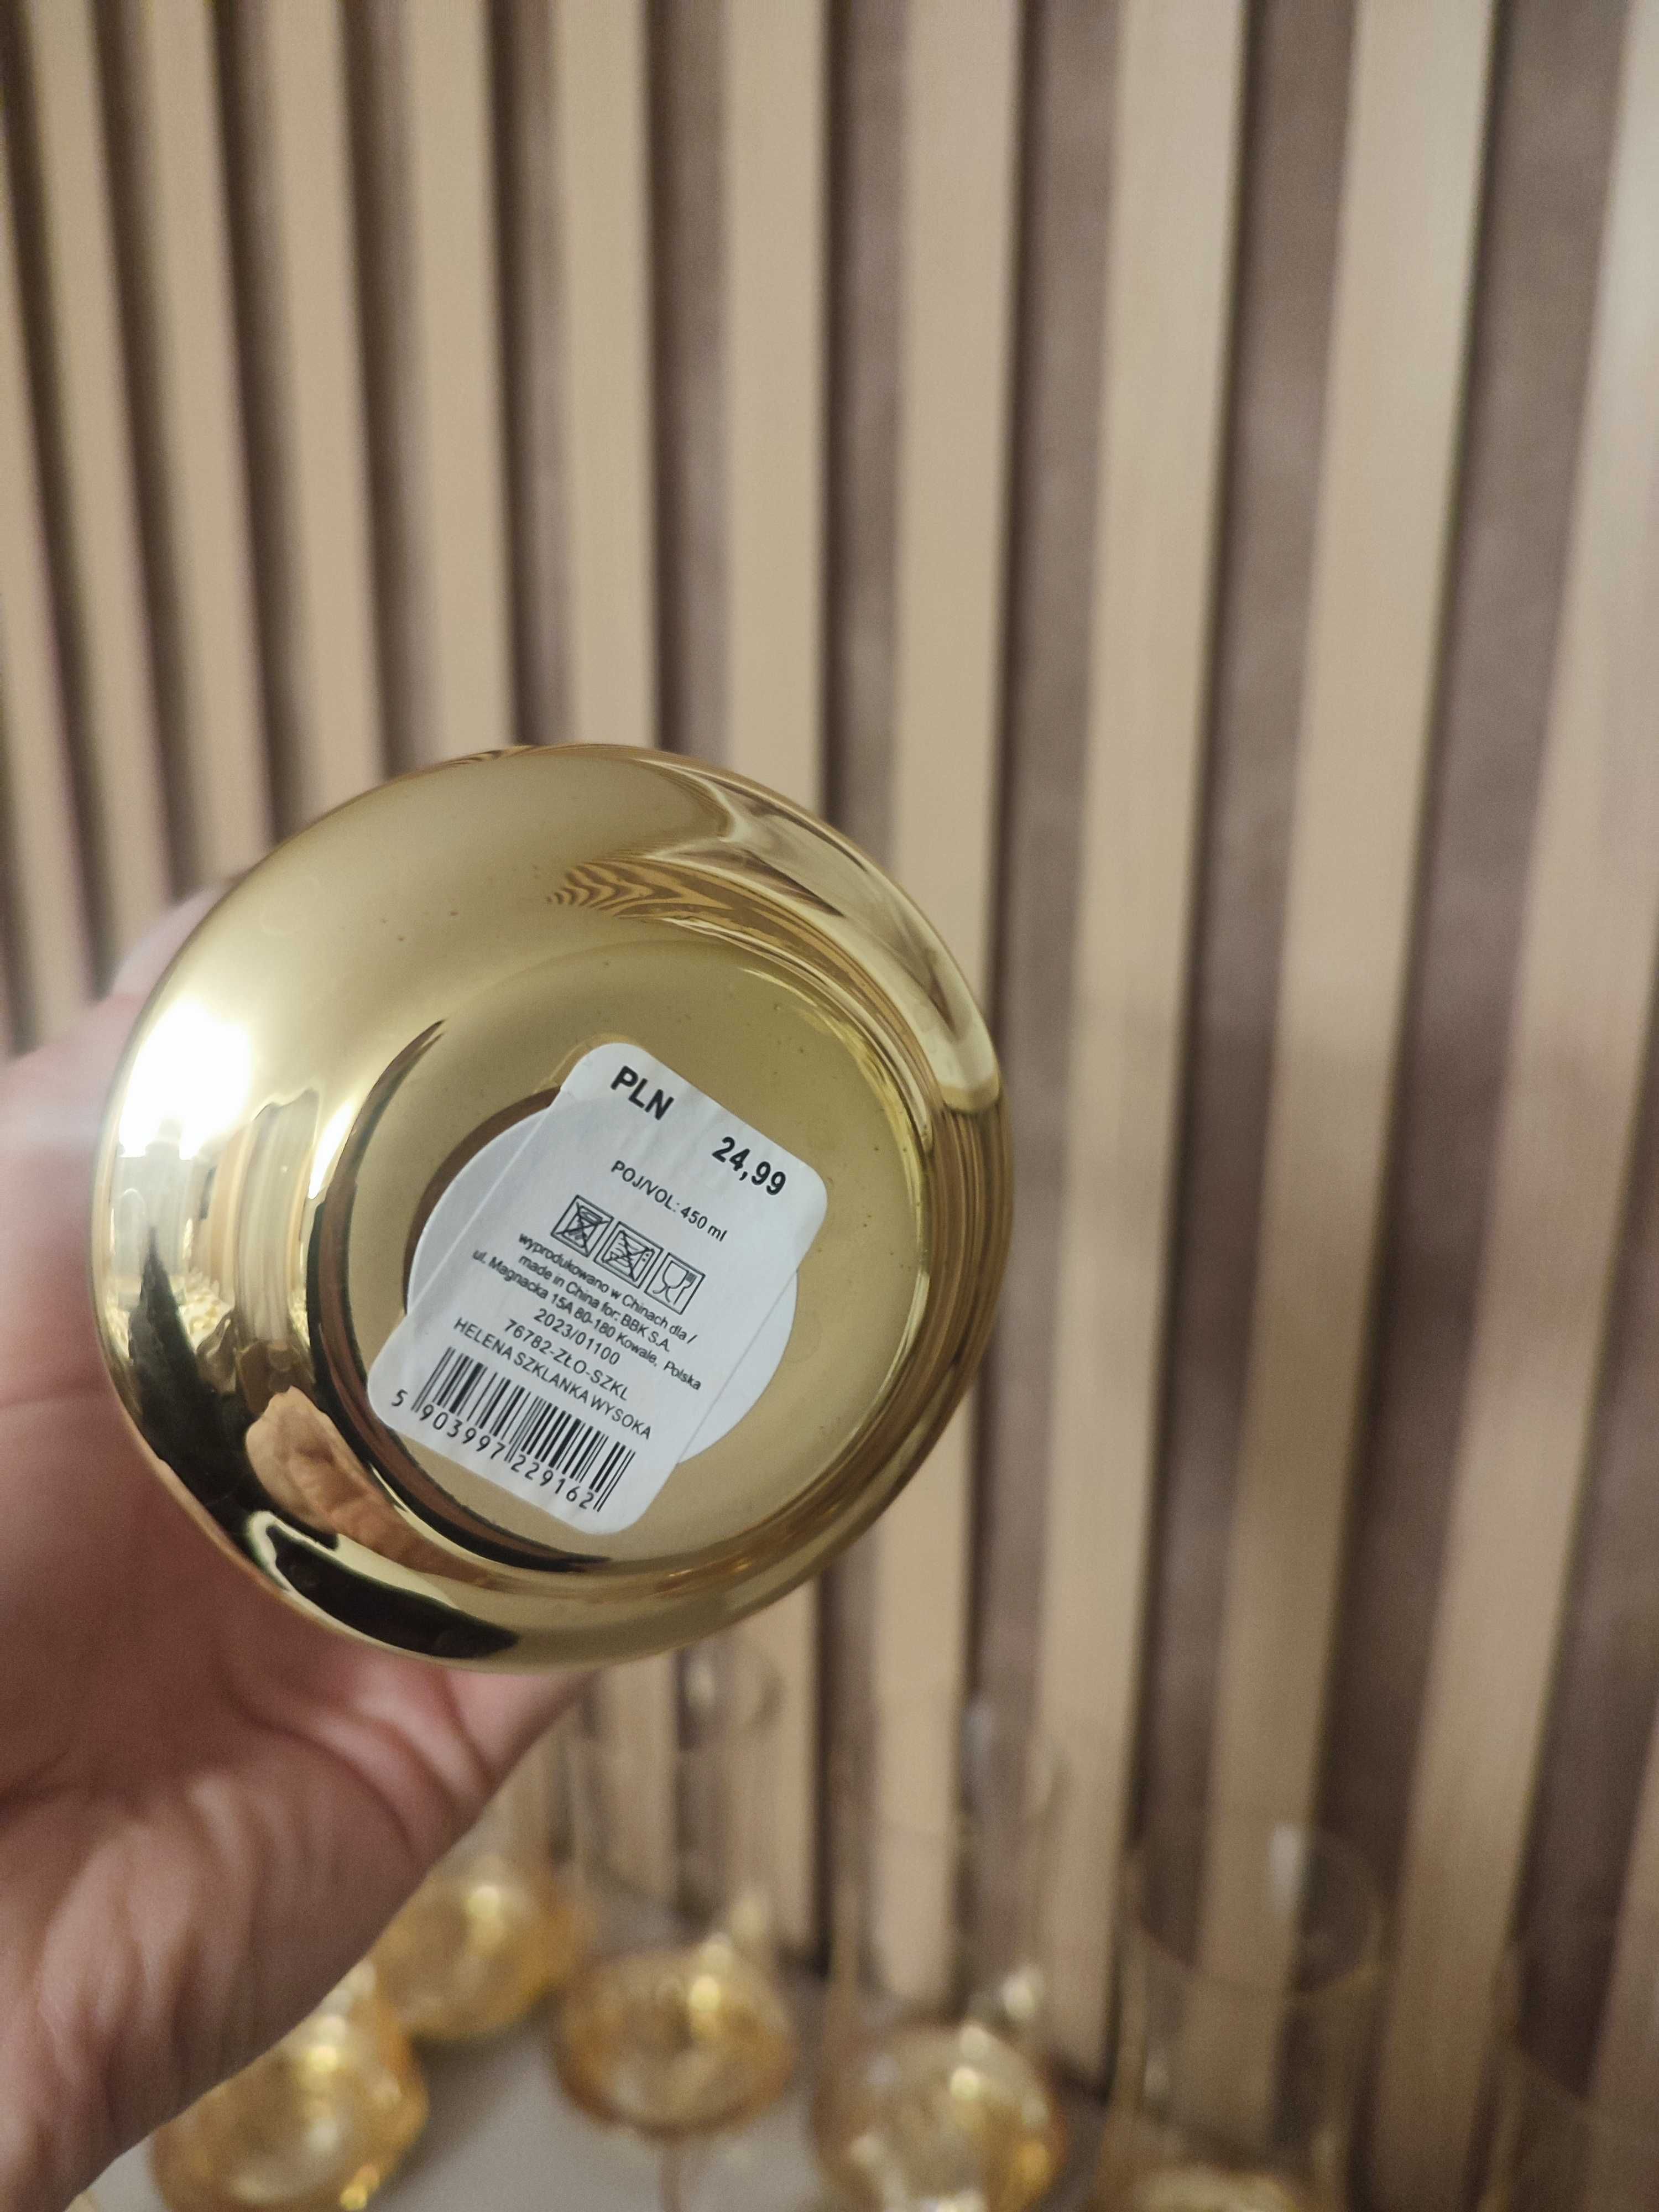 PLN
24,99
POJ/VOL: 450 ml
wyprodukowano w Chinach dla /
made in China for: BBK S.A.
ul. Magnacka 15A 80-180 Kowale, Polska
2023/01100
76782-ZŁO-SZKL
HELENA SZKLANKA WYSOKA
5 903997 229162